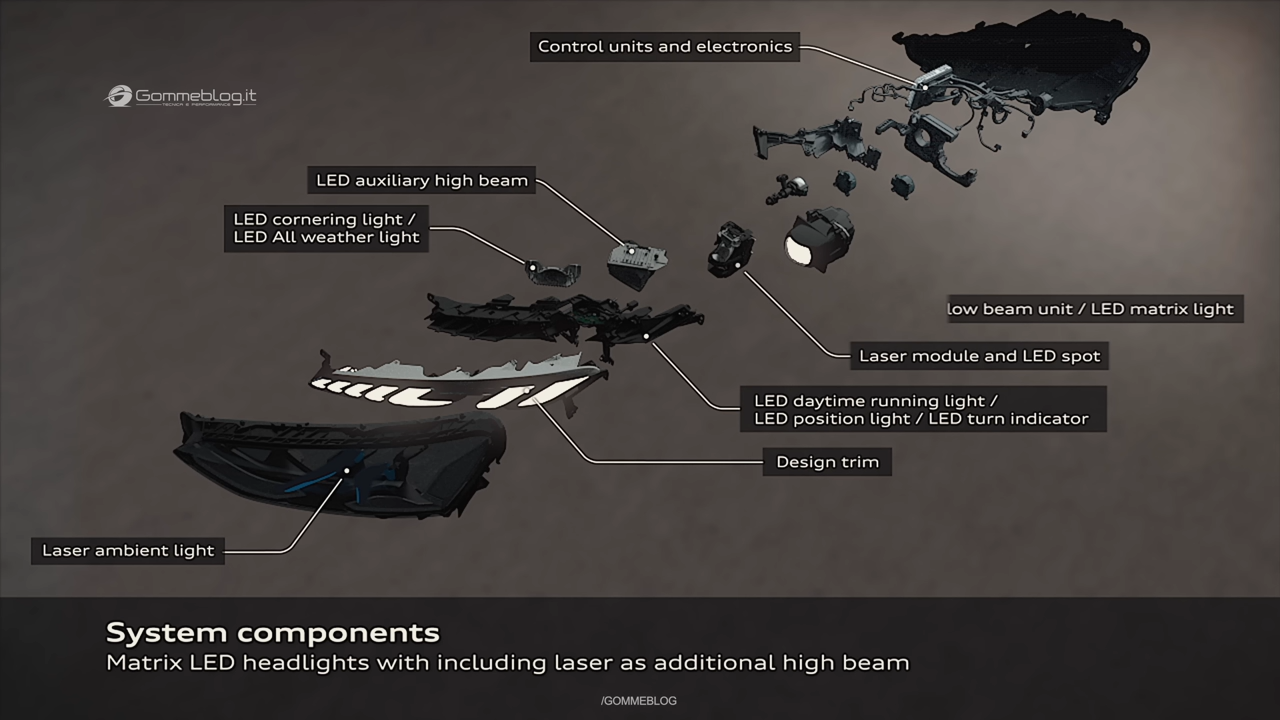 Control units and electronics
Gommeblog.it
TECNICA E PERFORMANCE
LED auxiliary high beam
LED cornering light /
LED All weather light
low beam unit / LED matrix light
Laser module and LED spot
LED daytime running light /
LED position light / LED turn indicator
Design trim
Laser ambient light
System components
Matrix LED headlights with including laser as additional high beam
/GOMMEBLOG